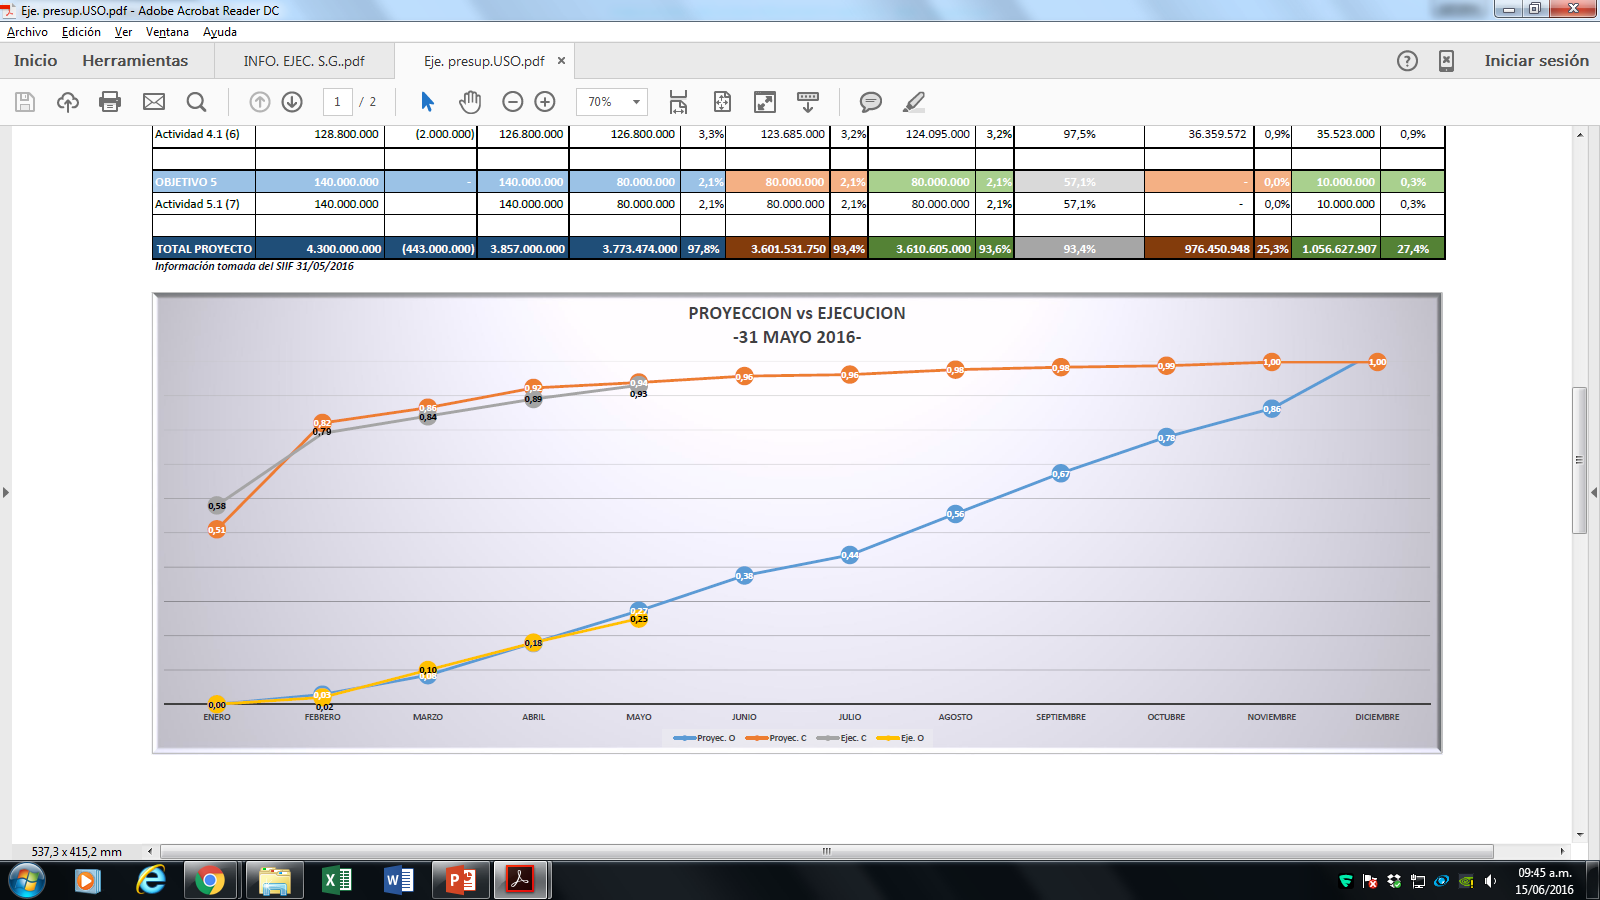 Eje. presup.USO.pdf - Adobe Acrobat Reader DC
Archivo Edición Ver Ventana Ayuda
Inicio Herramientas INFO. EJEC. S.G..pdf Eje. presup.USO.pdf × Iniciar sesión
1 / 2 70%
Actividad 4.1 (6) 128.800.000 (2.000.000) 126.800.000 126.800.000 3,3% 123.685.000 3,2% 124.095.000 3,2% 97,5% 36.359.572 0,9% 35.523.000 0,9%
OBJETIVO 5 140.000.000 - 140.000.000 80.000.000 2,1% 80.000.000 2,1% 80.000.000 2,1% 57,1% - 0,0% 10.000.000 0,3%
Actividad 5.1 (7) 140.000.000 140.000.000 80.000.000 2,1% 80.000.000 2,1% 80.000.000 2,1% 57,1% - 0,0% 10.000.000 0,3%
TOTAL PROYECTO 4.300.000.000 (443.000.000) 3.857.000.000 3.773.474.000 97,8% 3.601.531.750 93,4% 3.610.605.000 93,6% 93,4% 976.450.948 25,3% 1.056.627.907 27,4%
Información tomada del SIIF 31/05/2016
PROYECCION vs EJECUCION
-31 MAYO 2016-
0,51 0,82 0,86 0,92 0,94 0,96 0,96 0,98 0,98 0,99 1,00 1,00
0,58 0,79 0,84 0,89 0,93
0,03 0,08 0,27 0,38 0,44 0,56 0,67 0,78 0,86
0,00 0,02 0,10 0,18 0,25
ENERO FEBRERO MARZO ABRIL MAYO JUNIO JULIO AGOSTO SEPTIEMBRE OCTUBRE NOVIEMBRE DICIEMBRE
Proyec. O Proyec. C Ejec. C Eje. O
537,3 x 415,2 mm
09:45 a.m.
15/06/2016